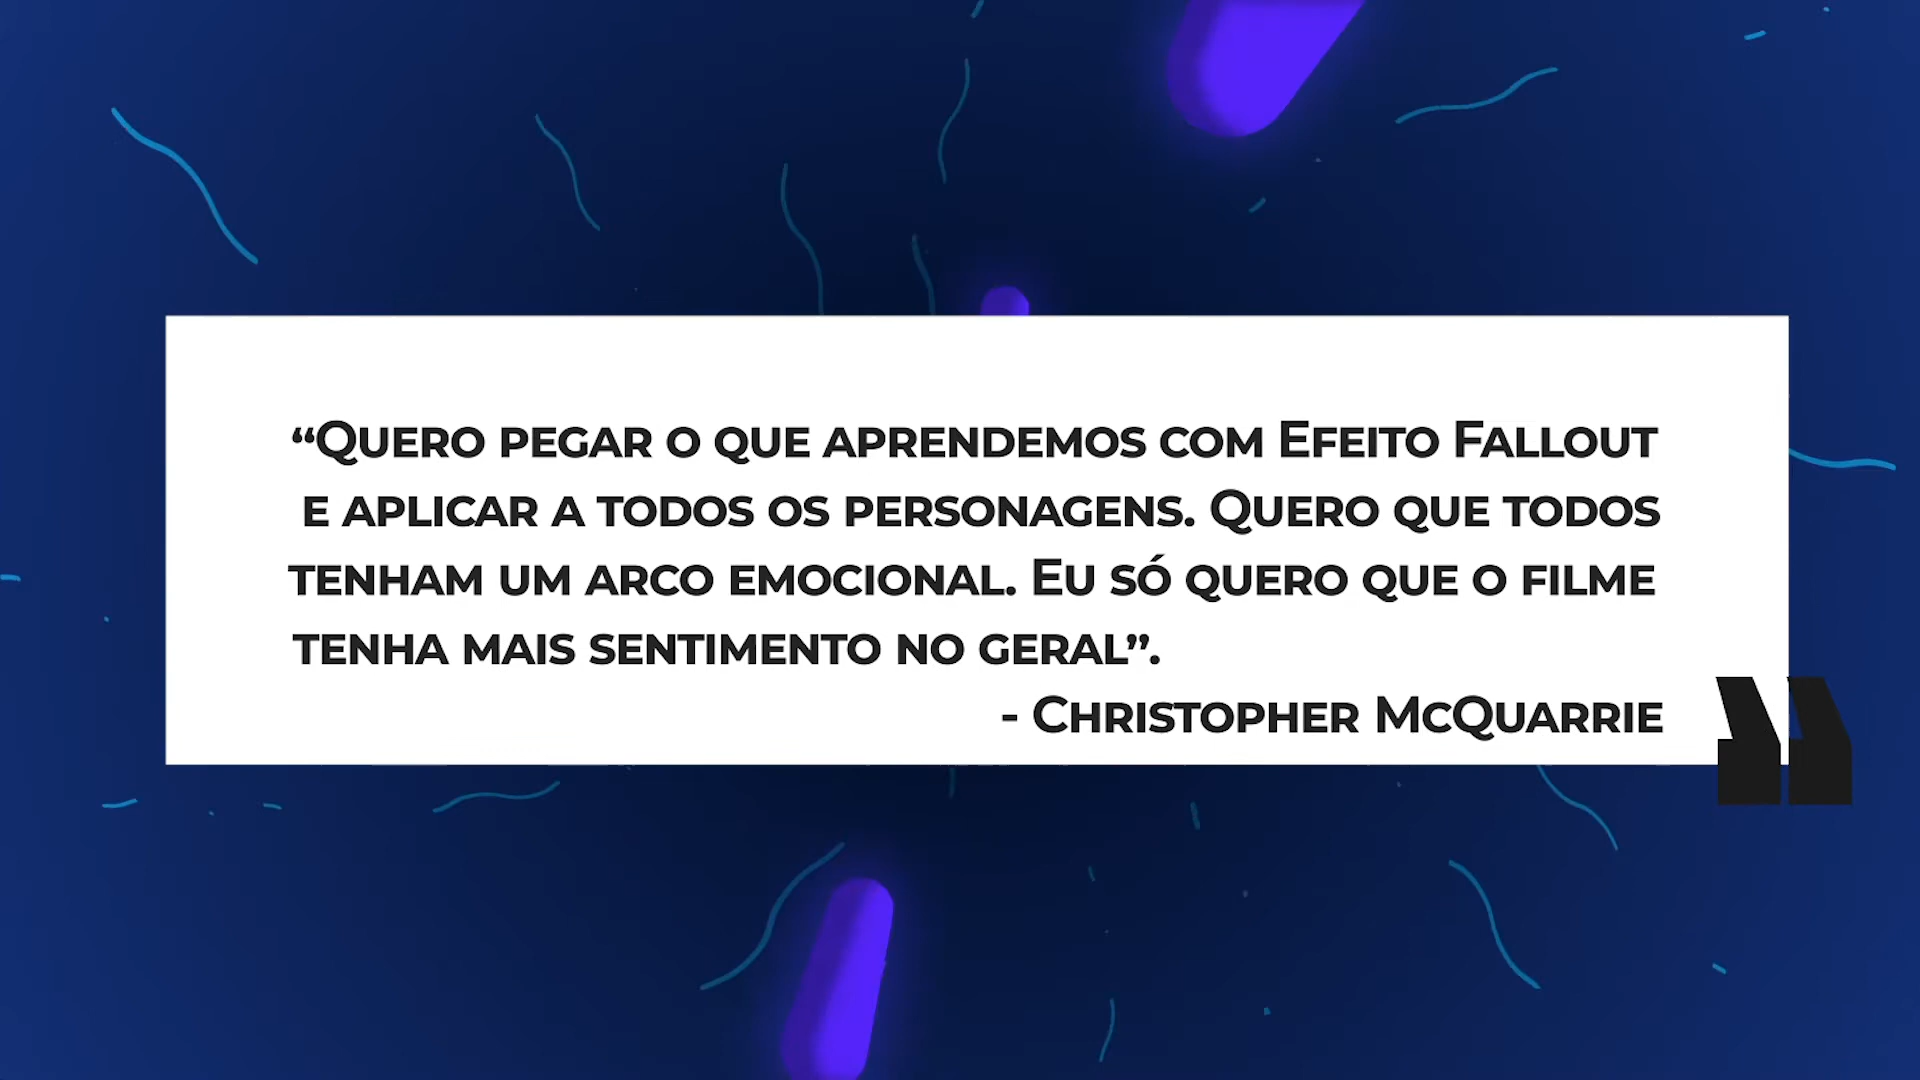 “Quero pegar o que aprendemos com Efeito Fallout
e aplicar a todos os personagens. Quero que todos
tenham um arco emocional. Eu só quero que o filme
tenha mais sentimento no geral”.
- Christopher McQuarrie